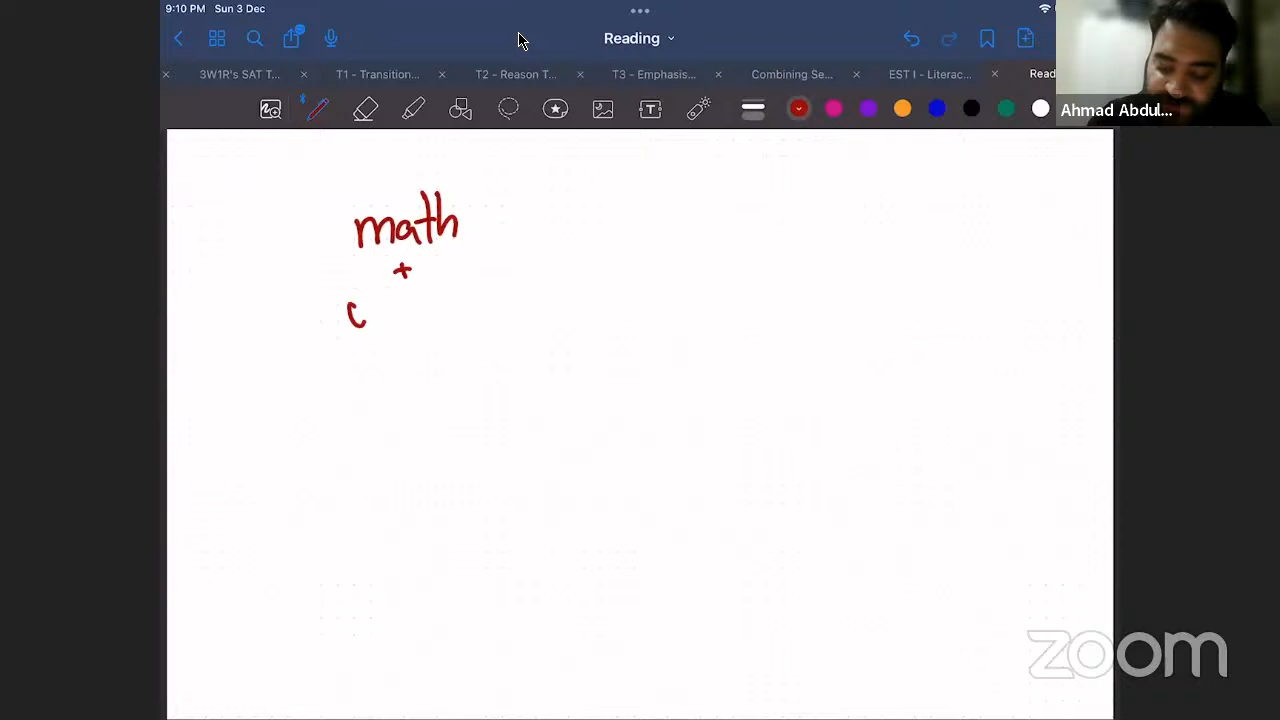 9:10 PM Sun 3 Dec
Reading
3W1R's SAT T...
T1 - Transition...
T2 - Reason T...
T3 - Emphasis...
Combining Se...
EST I - Literac...
Read
Ahmad Abdul...
math
+
c
zoom